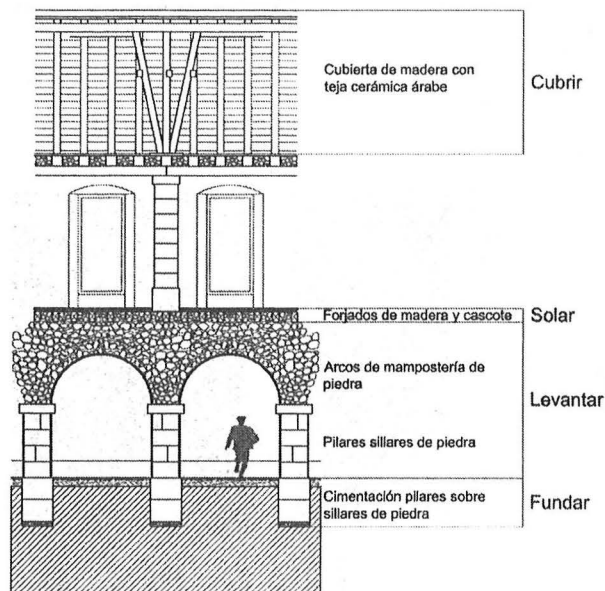 Cubierta de madera con
teja cerámica árabe
Cubrir
Forjados de madera y cascote
Solar
Arcos de mampostería de
piedra
Levantar
Pilares sillares de piedra
Cimentación pilares sobre
sillares de piedra
Fundar